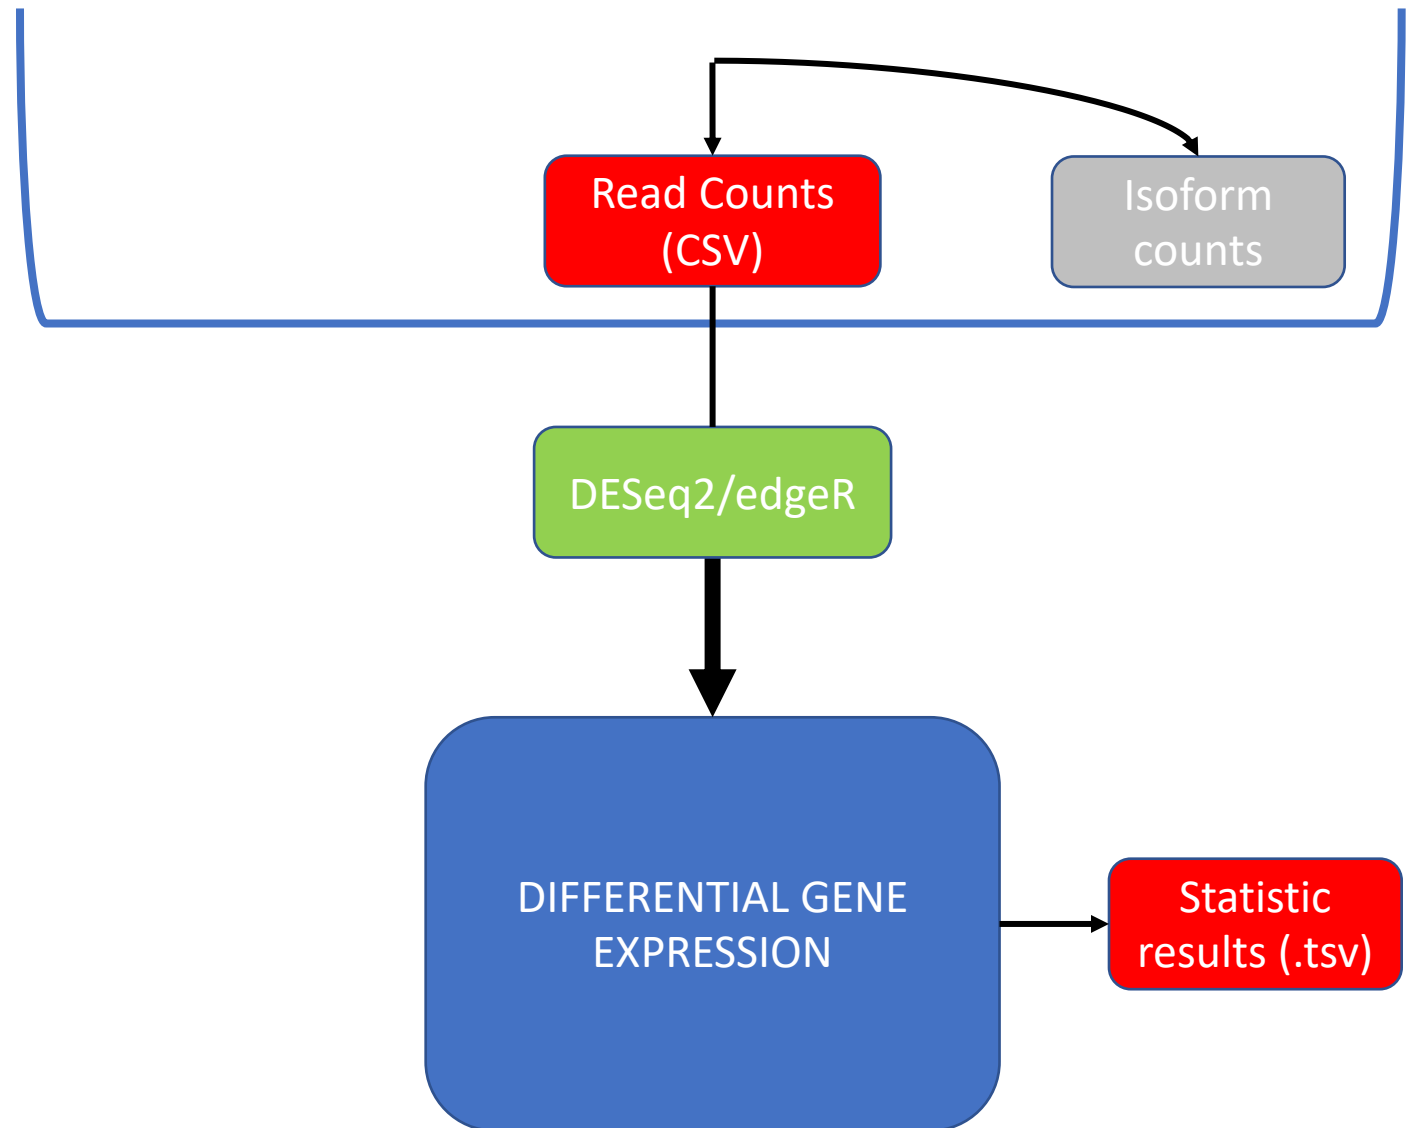 Read Counts
(CSV)
Isoform
counts
DESeq2/edgeR
DIFFERENTIAL GENE
EXPRESSION
Statistic
results (.tsv)